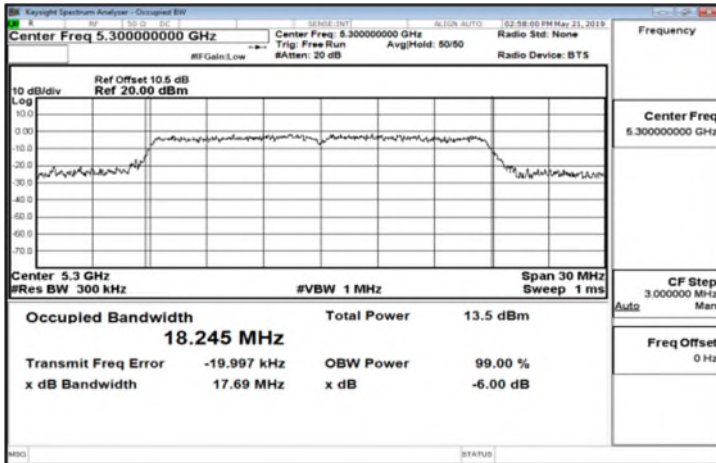 Keysight Spectrum Analyzer - Occupied BW
R RF 50 Ω DC SENSE:INT ALIGN AUTO 02:58:00 PM May 21, 2019
Center Freq 5.300000000 GHz
Center Freq: 5.300000000 GHz Radio Std: None
Trig: Free Run Avg|Hold: 50/50
#IFGain:Low #Atten: 20 dB Radio Device: BTS
Frequency
Ref Offset 10.5 dB
10 dB/div Ref 20.00 dBm
Log
10.0
0.00
-10.0
-20.0
-30.0
-40.0
-50.0
-60.0
-70.0
Center Freq
5.300000000 GHz
Center 5.3 GHz Span 30 MHz
#Res BW 300 kHz #VBW 1 MHz Sweep 1 ms
CF Step
3.000000 MHz
Auto Man
Occupied Bandwidth Total Power 13.5 dBm
18.245 MHz
Transmit Freq Error -19.997 kHz OBW Power 99.00 %
x dB Bandwidth 17.69 MHz x dB -6.00 dB
Freq Offset
0 Hz
MSG STATUS